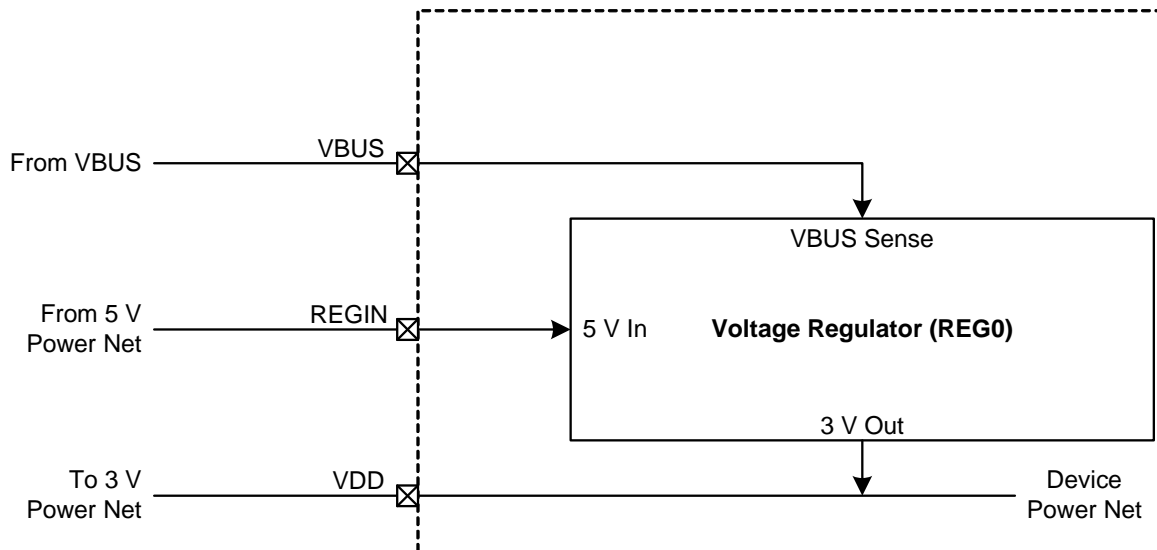 From VBUS
VBUS
VBUS Sense
From 5 V
Power Net
REGIN
5 V In
Voltage Regulator (REG0)
3 V Out
To 3 V
Power Net
VDD
Device
Power Net